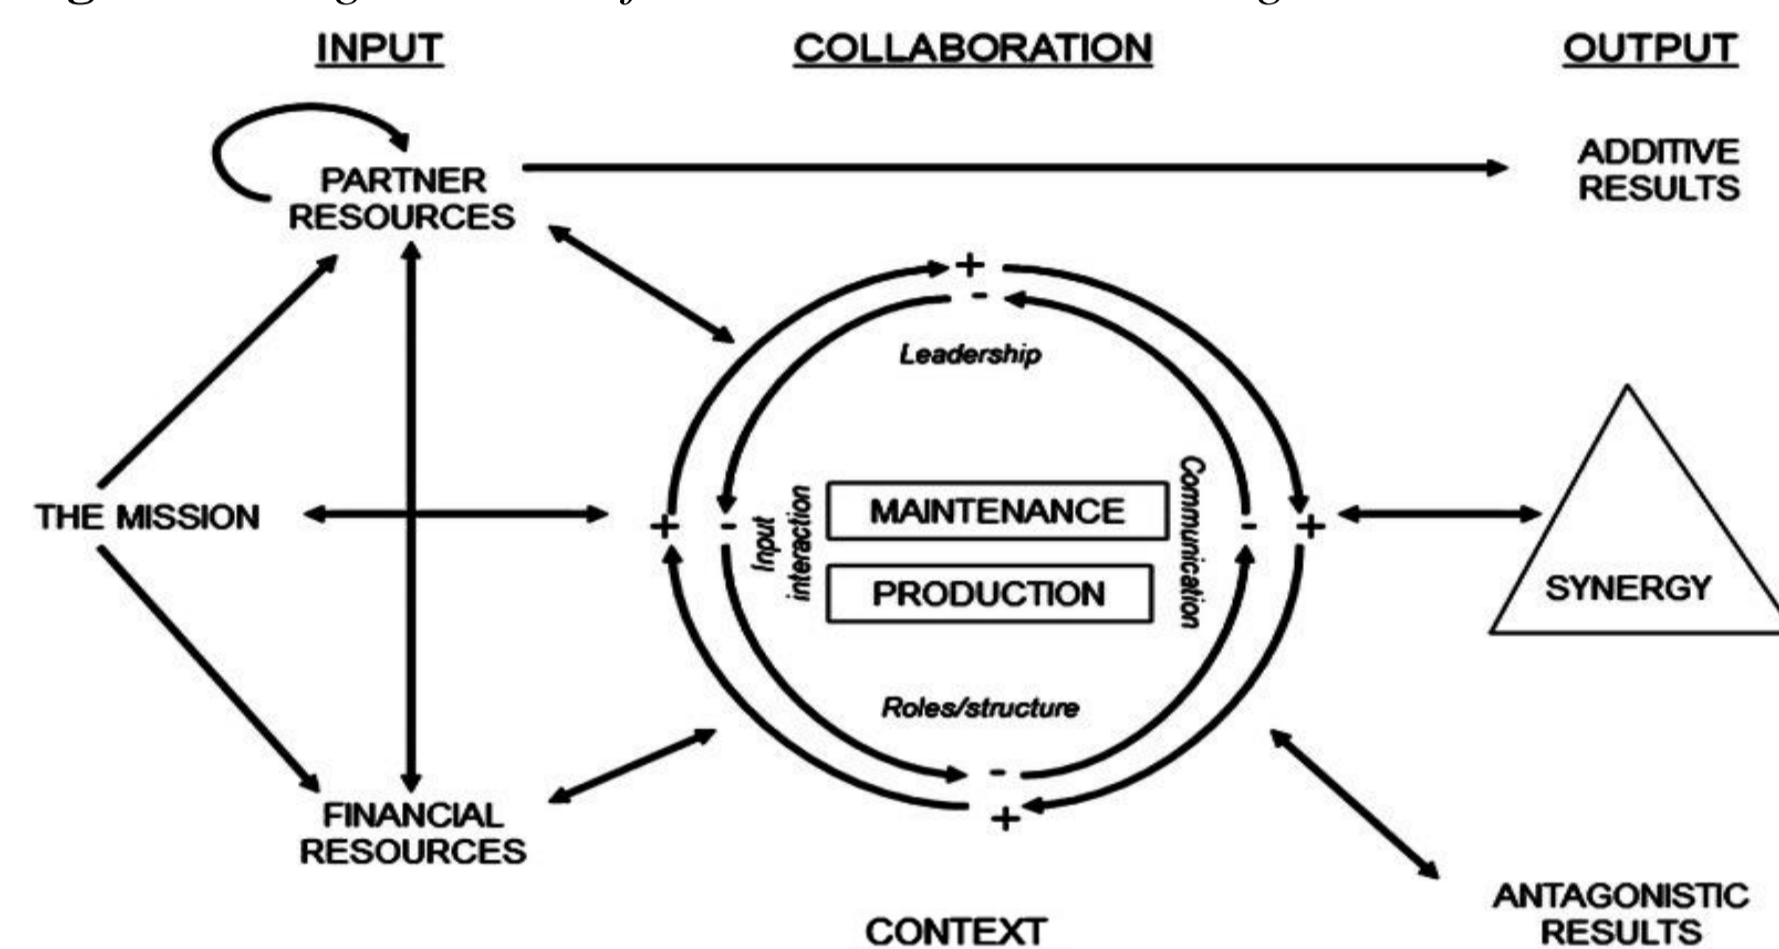 INPUT
COLLABORATION
OUTPUT
PARTNER
RESOURCES
ADDITIVE
RESULTS
+
-
Leadership
THE MISSION
+
-
Input
interaction
MAINTENANCE
PRODUCTION
Communication
-
+
SYNERGY
Roles/structure
-
+
FINANCIAL
RESOURCES
ANTAGONISTIC
RESULTS
CONTEXT